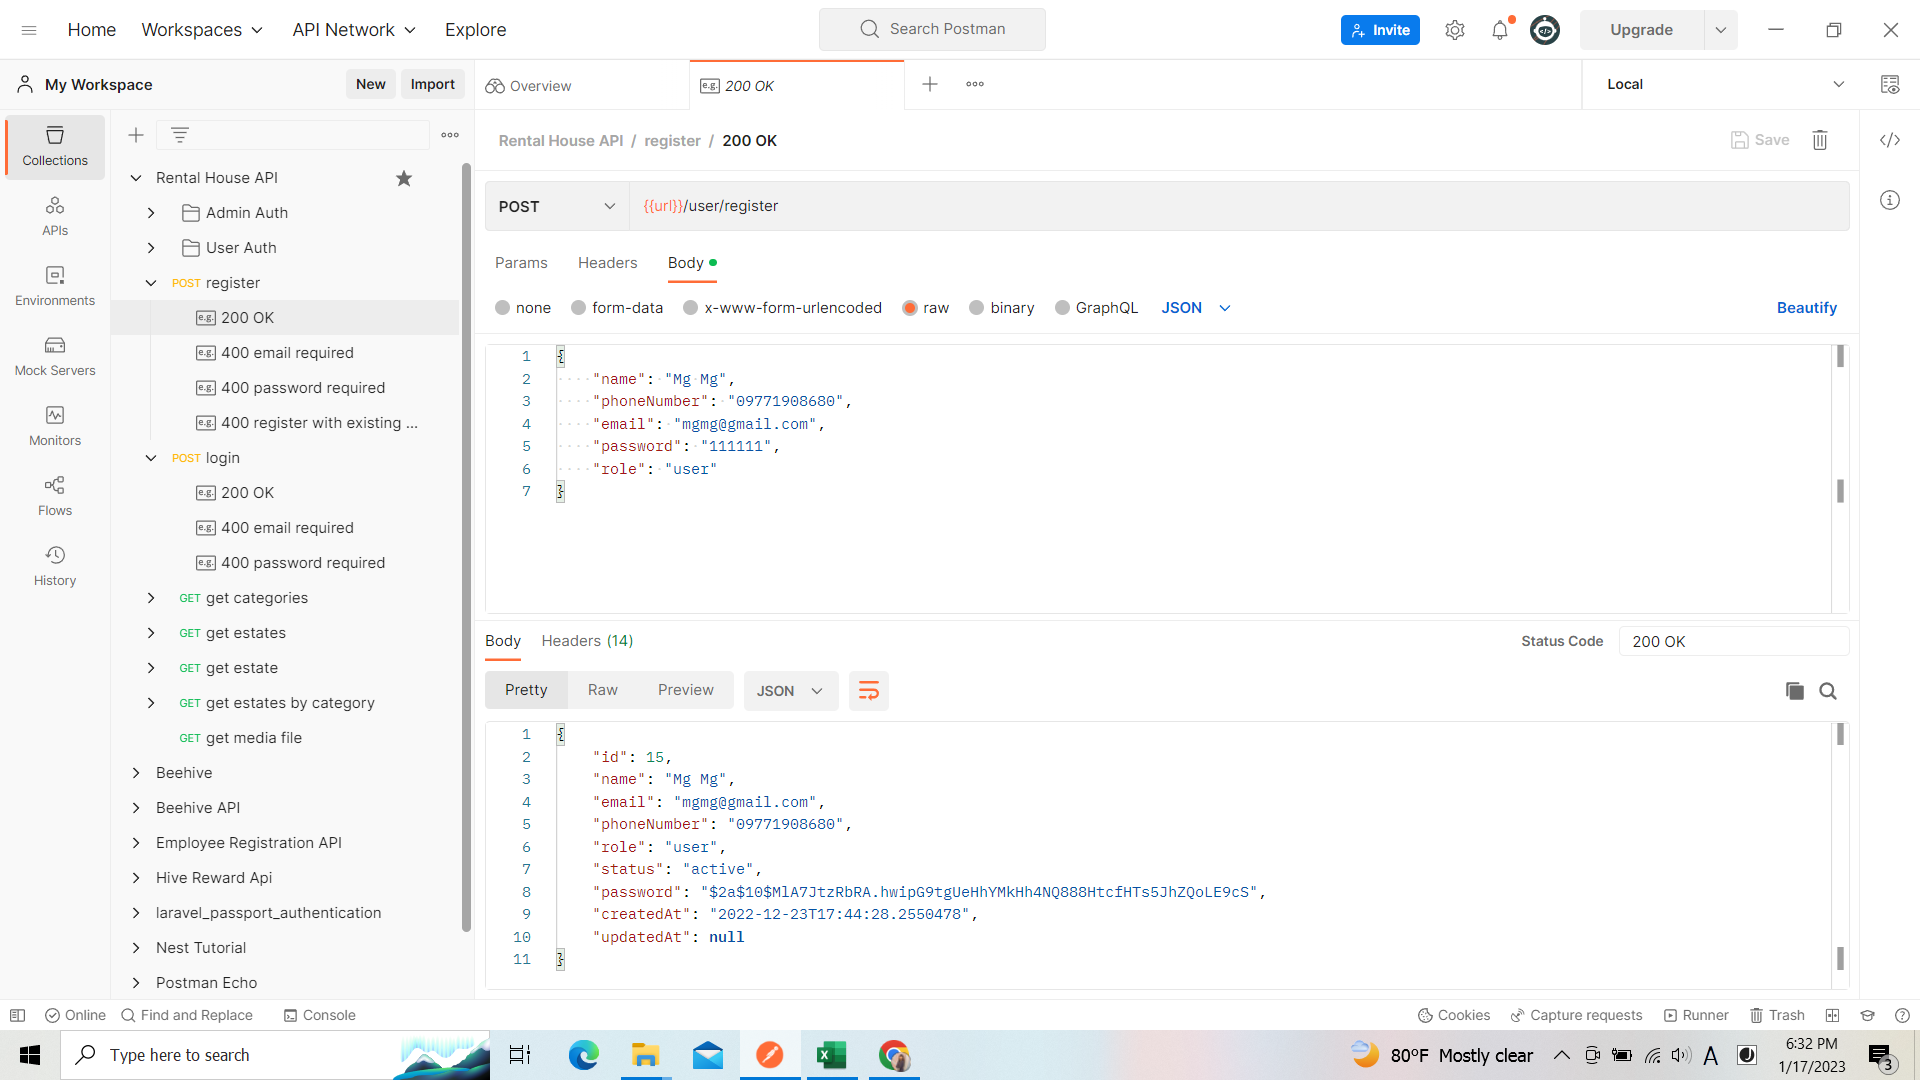 Home Workspaces API Network Explore Search Postman Invite Upgrade
My Workspace New Import Overview e.g. 200 OK Local
Collections
APIs
Environments
Mock Servers
Monitors
Flows
History
Rental House API
Admin Auth
User Auth
POST register
e.g. 200 OK
e.g. 400 email required
e.g. 400 password required
e.g. 400 register with existing ...
POST login
e.g. 200 OK
e.g. 400 email required
e.g. 400 password required
GET get categories
GET get estates
GET get estate
GET get estates by category
GET get media file
Beehive
Beehive API
Employee Registration API
Hive Reward Api
laravel_passport_authentication
Nest Tutorial
Postman Echo
Rental House API / register / 200 OK Save
POST {{url}}/user/register
Params Headers Body
none form-data x-www-form-urlencoded raw binary GraphQL JSON Beautify
1 {
2 "name": "Mg Mg",
3 "phoneNumber": "09771908680",
4 "email": "mgmg@gmail.com",
5 "password": "111111",
6 "role": "user"
7 }
Body Headers (14) Status Code 200 OK
Pretty Raw Preview JSON
1 {
2 "id": 15,
3 "name": "Mg Mg",
4 "email": "mgmg@gmail.com",
5 "phoneNumber": "09771908680",
6 "role": "user",
7 "status": "active",
8 "password": "$2a$10$MlA7JtzRbRA.hwipG9tgUeHhYMkHh4NQ888HtcfHTs5JhZQoLE9cS",
9 "createdAt": "2022-12-23T17:44:28.2550478",
10 "updatedAt": null
11 }
Online Find and Replace Console Cookies Capture requests Runner Trash
Type here to search 80°F Mostly clear A 6:32 PM
1/17/2023 3